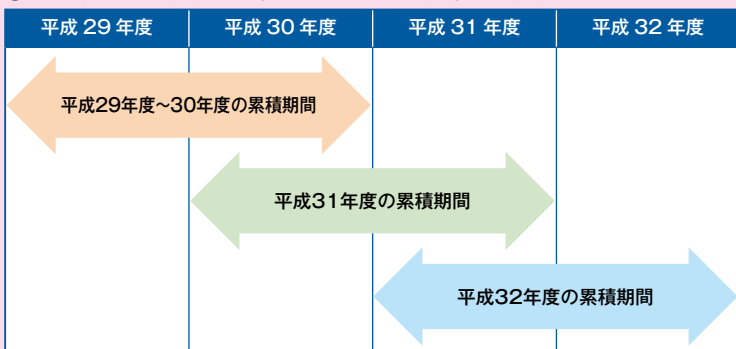 平成 29 年度
平成 30 年度
平成 31 年度
平成 32 年度
平成29年度~30年度の累積期間
平成31年度の累積期間
平成32年度の累積期間